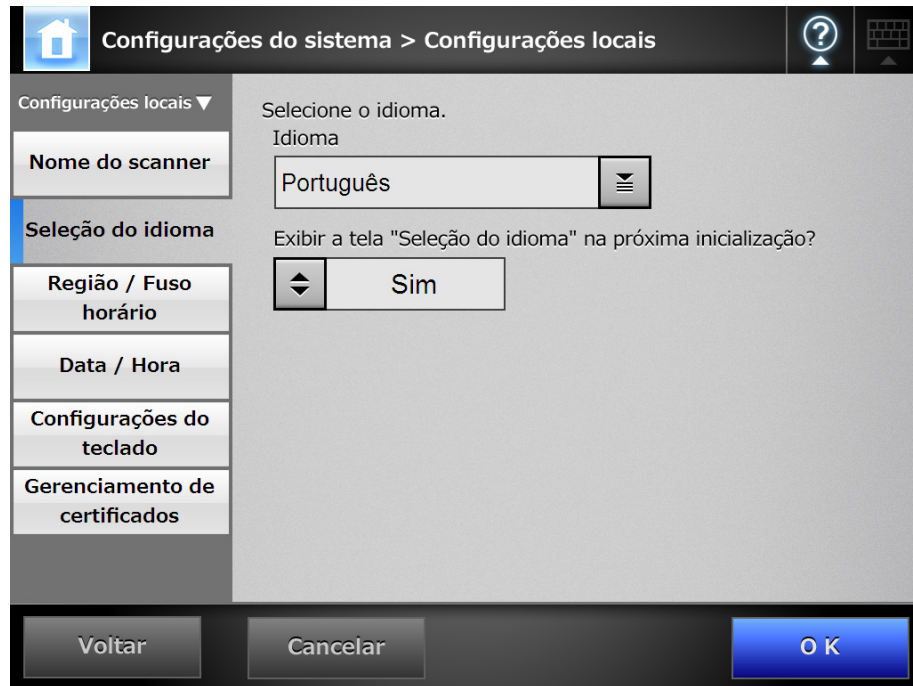 Configurações do sistema > Configurações locais
Configurações locais ▼
Nome do scanner
Seleção do idioma
Região / Fuso
horário
Data / Hora
Configurações do
teclado
Gerenciamento de
certificados
Selecione o idioma.
Idioma
Português
Exibir a tela "Seleção do idioma" na próxima inicialização?
Sim
Voltar
Cancelar
OK